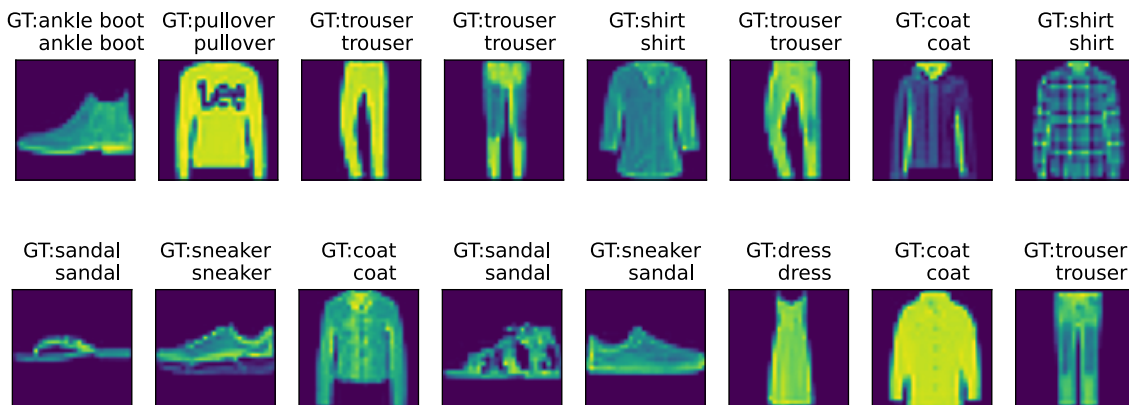 GT:ankle boot GT:pullover GT:trouser GT:trouser GT:shirt GT:trouser GT:coat GT:shirt
ankle boot pullover trouser trouser shirt trouser coat shirt
Lee
GT:sandal GT:sneaker GT:coat GT:sandal GT:sneaker GT:dress GT:coat GT:trouser
sandal sneaker coat sandal sandal dress coat trouser